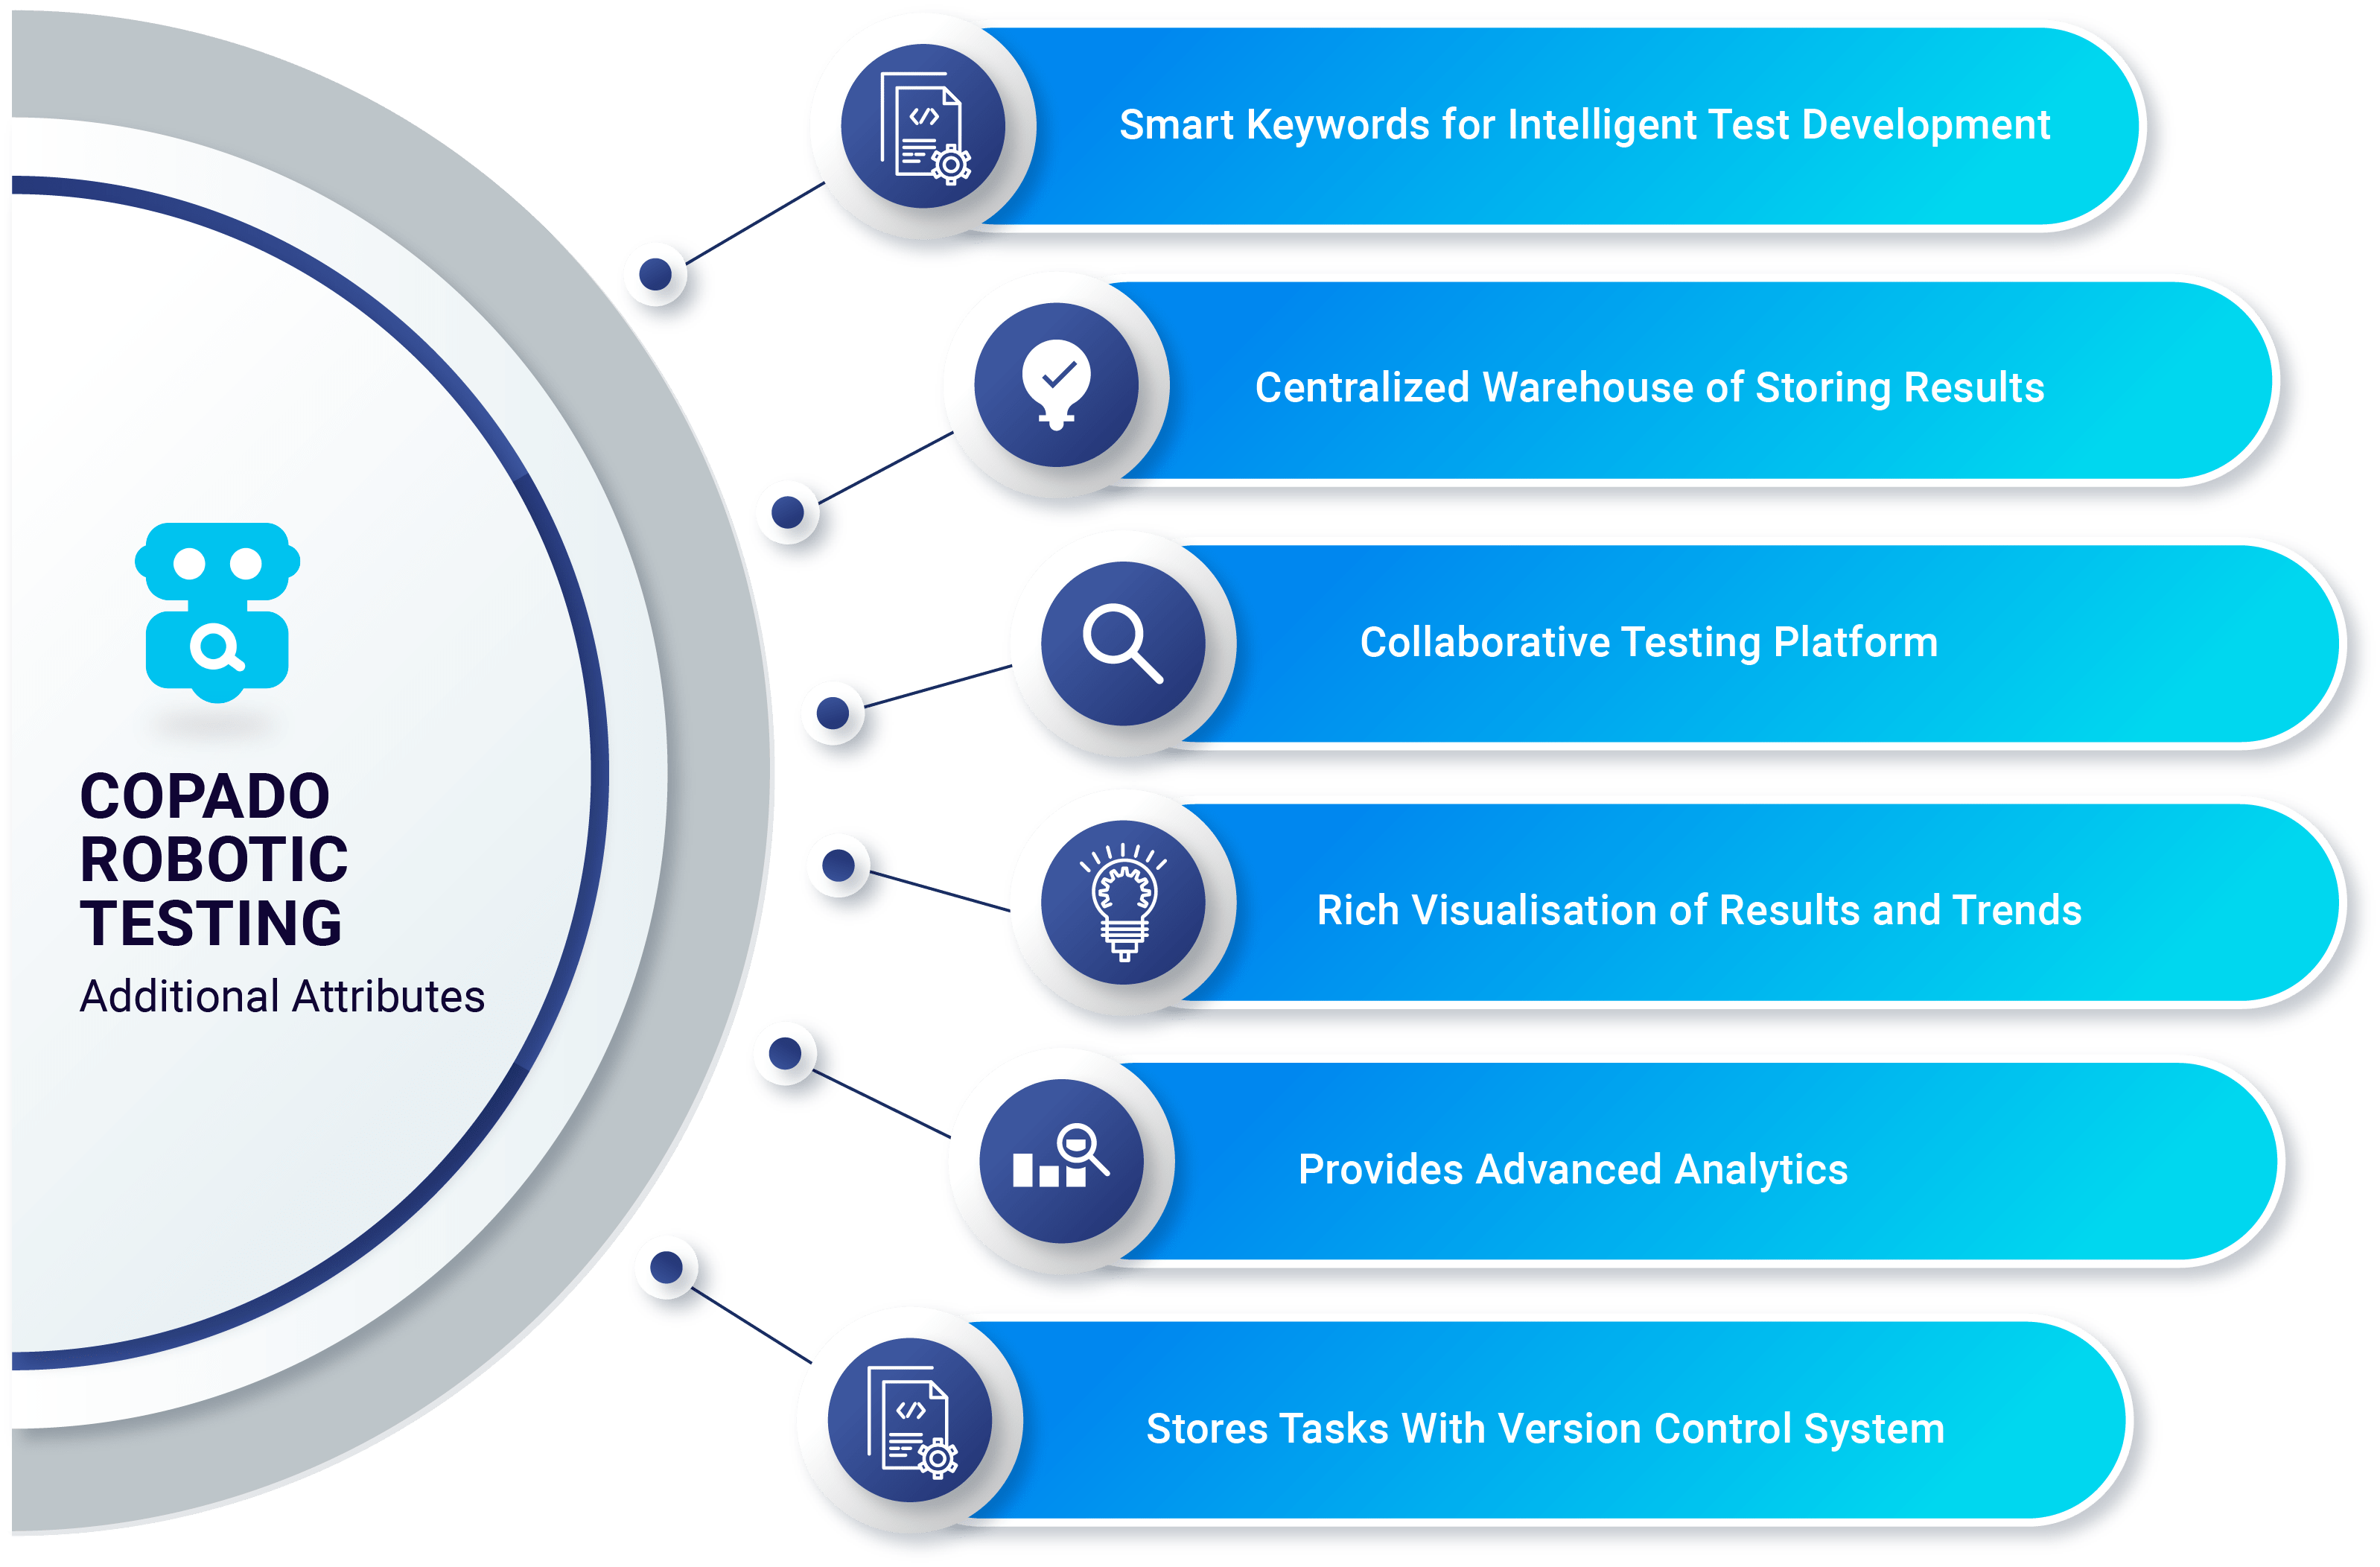 COPADO
ROBOTIC
TESTING
Additional Attributes
Smart Keywords for Intelligent Test Development
Centralized Warehouse of Storing Results
Collaborative Testing Platform
Rich Visualisation of Results and Trends
Provides Advanced Analytics
Stores Tasks With Version Control System